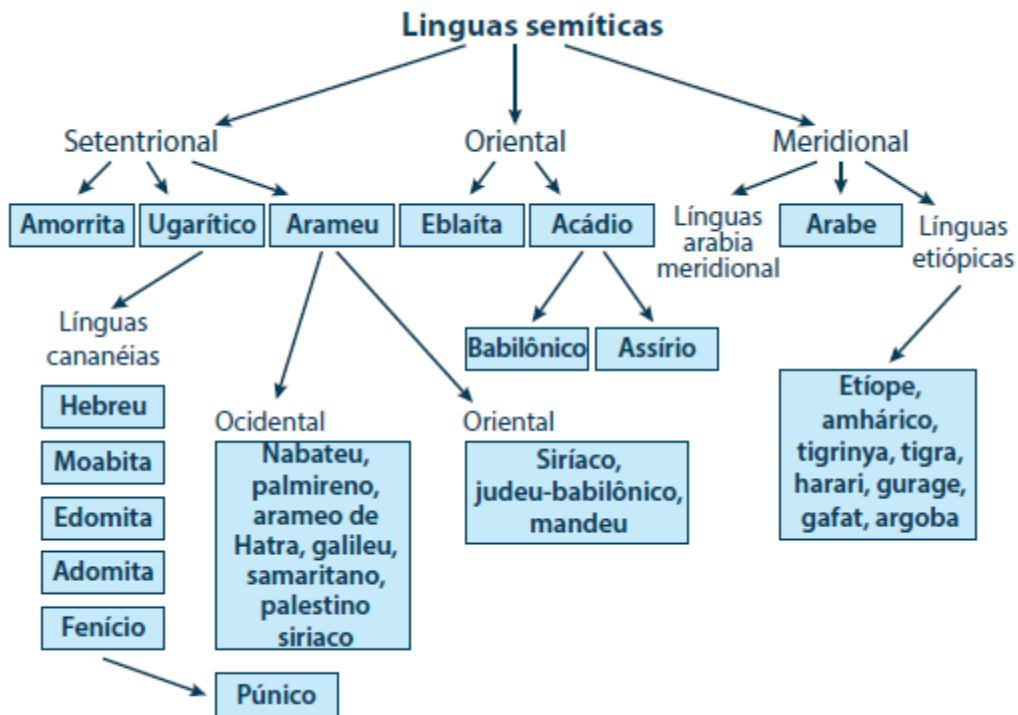 Linguas semíticas
Setentrional
Oriental
Meridional
Amorrita
Ugarítico
Arameu
Eblaíta
Acádio
Línguas
arabia
meridional
Arabe
Línguas
etiópicas
Línguas
cananéias
Babilônico
Assírio
Hebreu
Moabita
Edomita
Adomita
Fenício
Púnico
Ocidental
Nabateu,
palmireno,
arameo de
Hatra, galileu,
samaritano,
palestino
siriaco
Oriental
Siríaco,
judeu-babilônico,
mandeu
Etíope,
amhárico,
tigrinya, tigra,
harari, gurage,
gafat, argoba